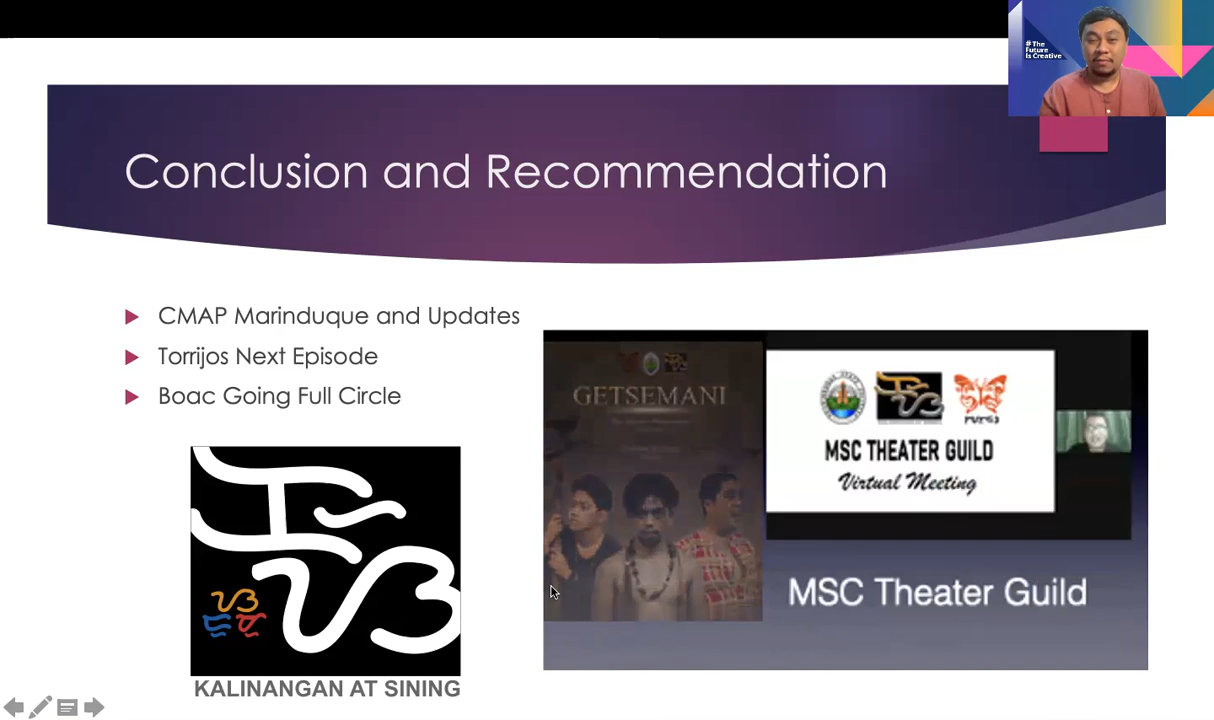 # The
Future
Is Creative
Conclusion and Recommendation
CMAP Marinduque and Updates
Torrijos Next Episode
Boac Going Full Circle
KALINANGAN AT SINING
GETSEMANI
MSC THEATER GUILD
Virtual Meeting
MSC Theater Guild